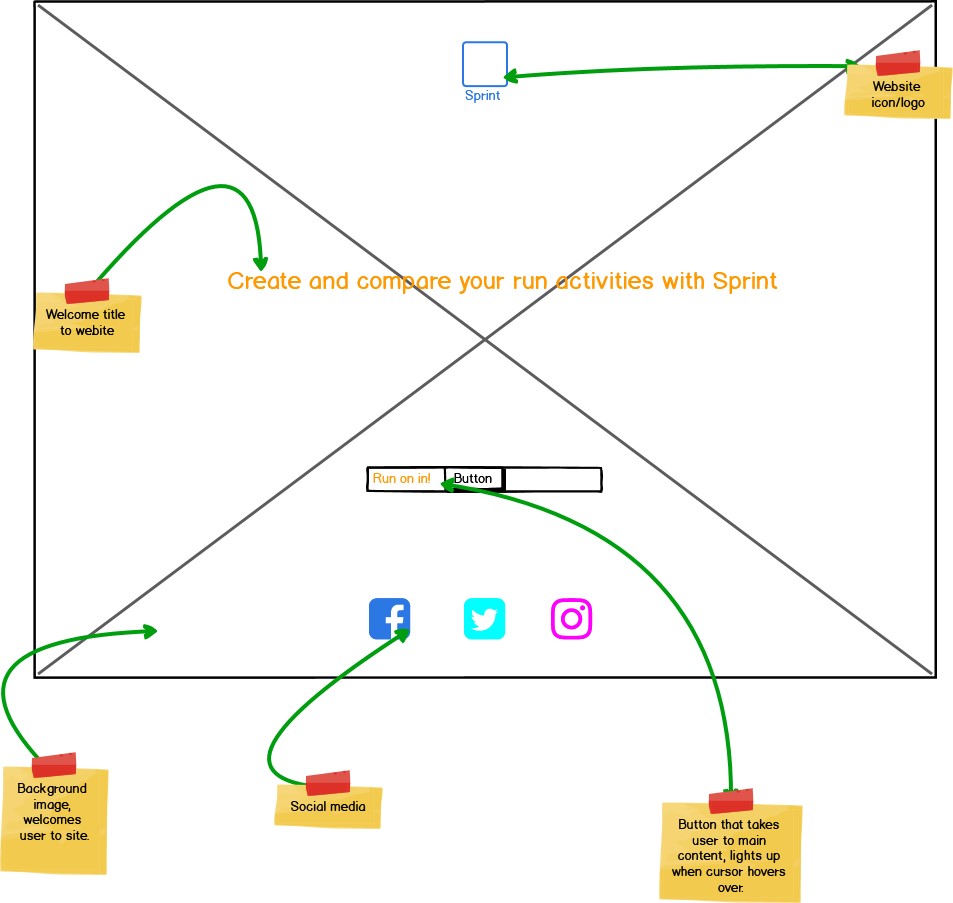 Sprint
Website
icon/logo
Create and compare your run activities with Sprint
Welcome title
to webite
Run on in!
Button
Background
image,
welcomes
user to site.
Social media
Button that takes
user to main
content, lights up
when cursor hovers
over.